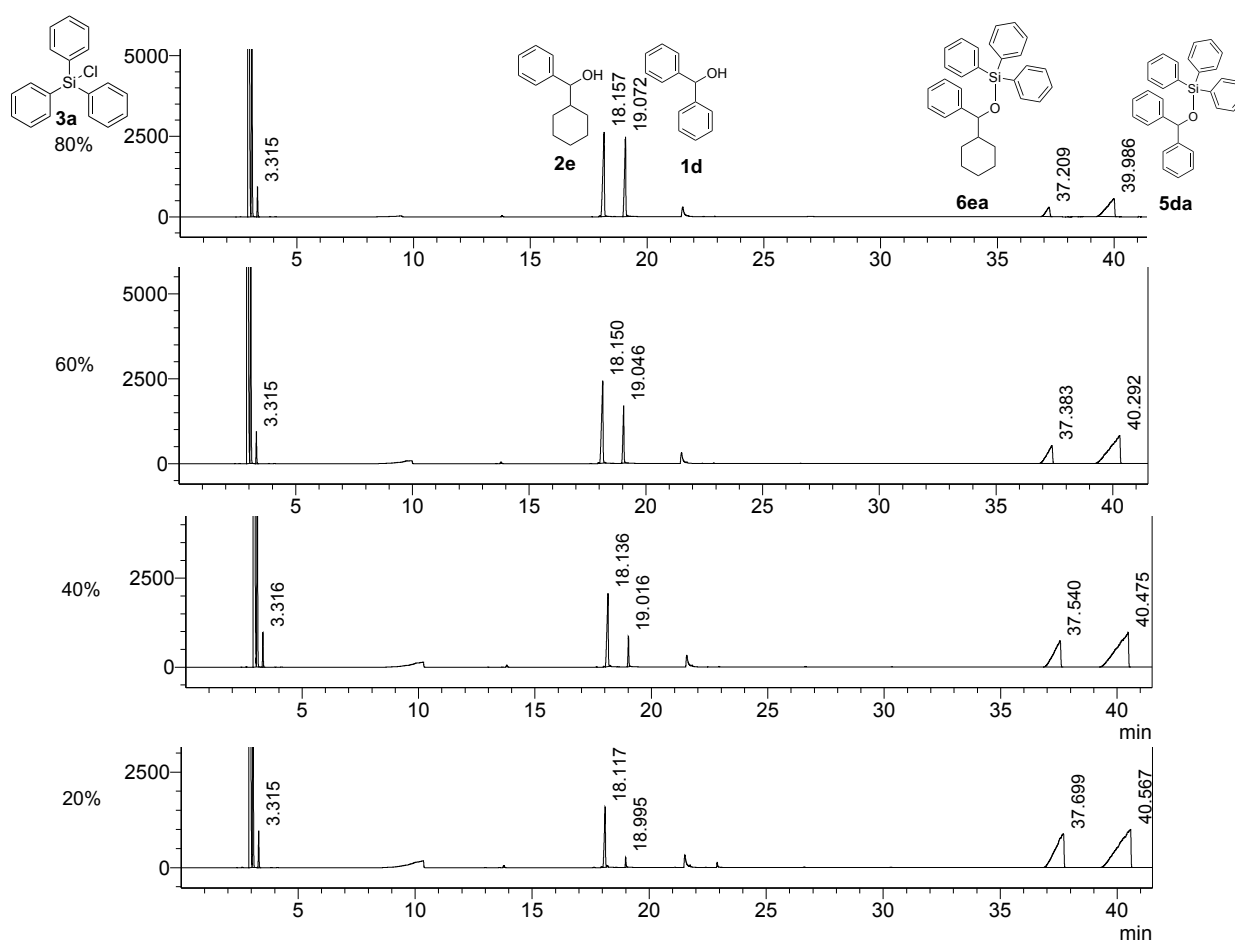 Cl
Si
3a
80%
5000
2500
0
3.315
OH
2e
18.157
19.072
OH
1d
Si
O
6ea
37.209
Si
O
5da
39.986
5 10 15 20 25 30 35 40
60%
5000
2500
0
3.315
18.150
19.046
37.383
40.292
5 10 15 20 25 30 35 40
40%
2500
0
3.316
18.136
19.016
37.540
40.475
5 10 15 20 25 30 35 40
min
20%
2500
0
3.315
18.117
18.995
37.699
40.567
5 10 15 20 25 30 35 40
min